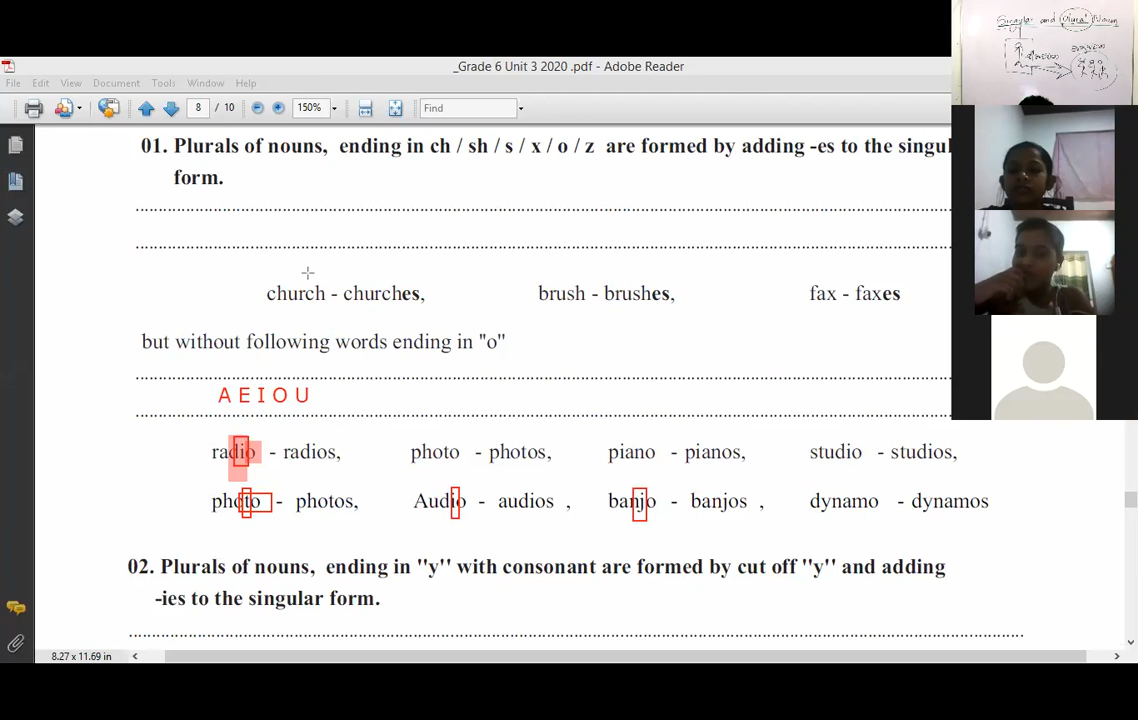 Singular and Plural Noun
_Grade 6 Unit 3 2020 .pdf - Adobe Reader
File Edit View Document Tools Window Help
8 / 10 150% Find
01. Plurals of nouns, ending in ch / sh / s / x / o / z are formed by adding -es to the singul
form.
church - churches, brush - brushes, fax - faxes
but without following words ending in "o"
A E I O U
radio - radios, photo - photos, piano - pianos, studio - studios,
photo - photos, Audio - audios , banjo - banjos , dynamo - dynamos
02. Plurals of nouns, ending in "y" with consonant are formed by cut off "y" and adding
-ies to the singular form.
8.27 x 11.69 in